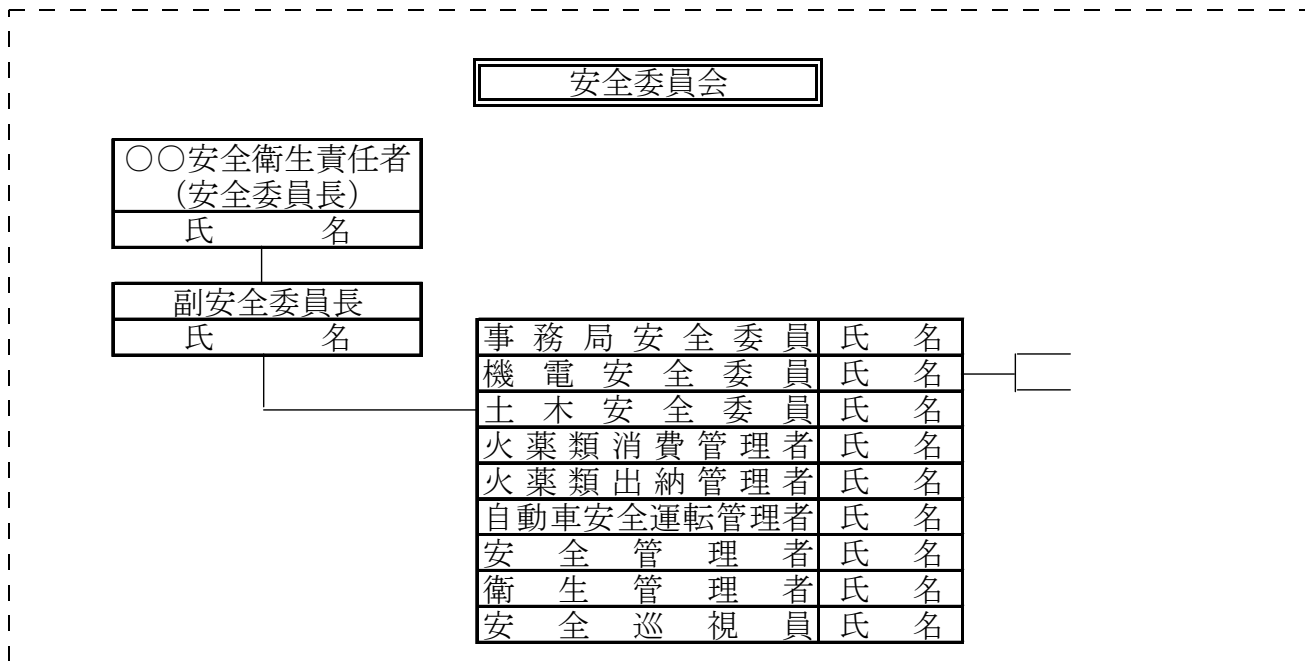 安全委員会
○○安全衛生責任者
(安全委員長)
氏 名
副安全委員長
氏 名
事務局安全委員 氏 名
機電安全委員 氏 名
土木安全委員 氏 名
火薬類消費管理者 氏 名
火薬類出納管理者 氏 名
自動車安全運転管理者 氏 名
安全管理者 氏 名
衛生管理者 氏 名
安全巡視員 氏 名